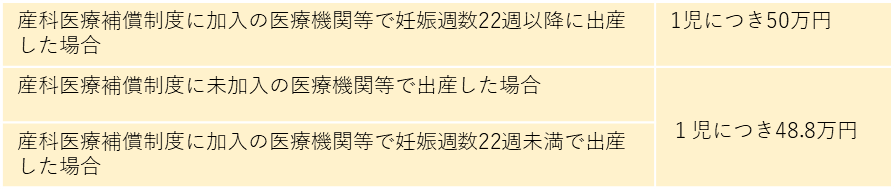 産科医療補償制度に加入の医療機関等で妊娠週数22週以降に出産
した場合
1児につき50万円
産科医療補償制度に未加入の医療機関等で出産した場合
産科医療補償制度に加入の医療機関等で妊娠週数22週未満で出産
した場合
１児につき48.8万円